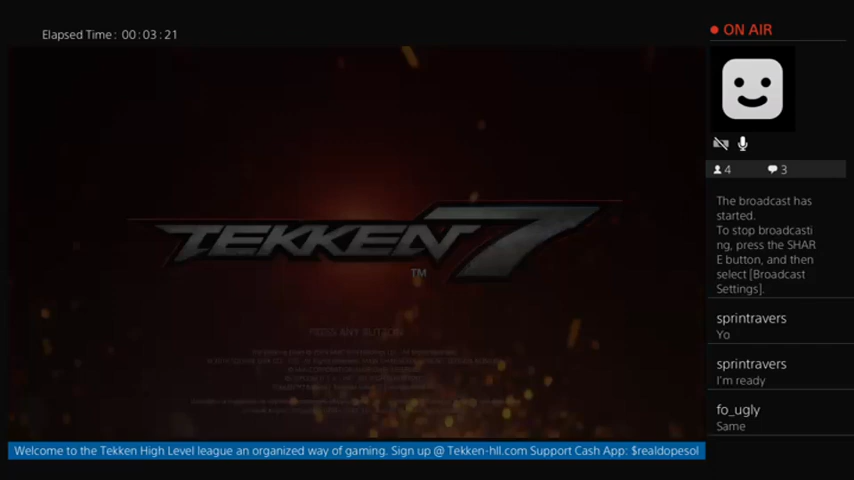 Elapsed Time : 00:03:21
ON AIR
4 3
TEKKEN 7
TM
PRESS ANY BUTTON
The broadcast has
started.
To stop broadcasti
ng, press the SHAR
E button, and then
select [Broadcast
Settings].
sprintravers
Yo
sprintravers
I'm ready
fo_ugly
Same
Welcome to the Tekken High Level league an organized way of gaming. Sign up @ Tekken-hll.com Support Cash App: $realdopesol